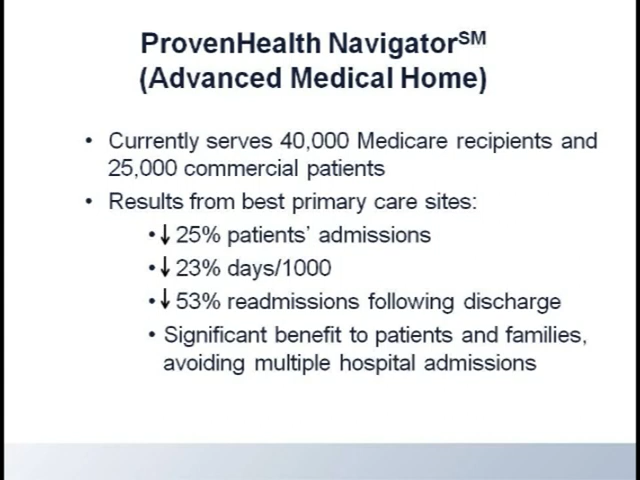 ProvenHealth Navigator℠
(Advanced Medical Home)
• Currently serves 40,000 Medicare recipients and
25,000 commercial patients
• Results from best primary care sites:
• ↓ 25% patients’ admissions
• ↓ 23% days/1000
• ↓ 53% readmissions following discharge
• Significant benefit to patients and families,
avoiding multiple hospital admissions